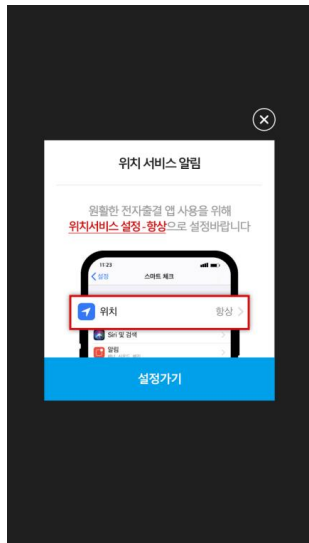 위치 서비스 알림
원활한 전자출결 앱 사용을 위해
위치서비스 설정-항상으로 설정바랍니다
11:23
설정 스마트 체크
위치 항상
Siri 및 검색
알림
설정가기